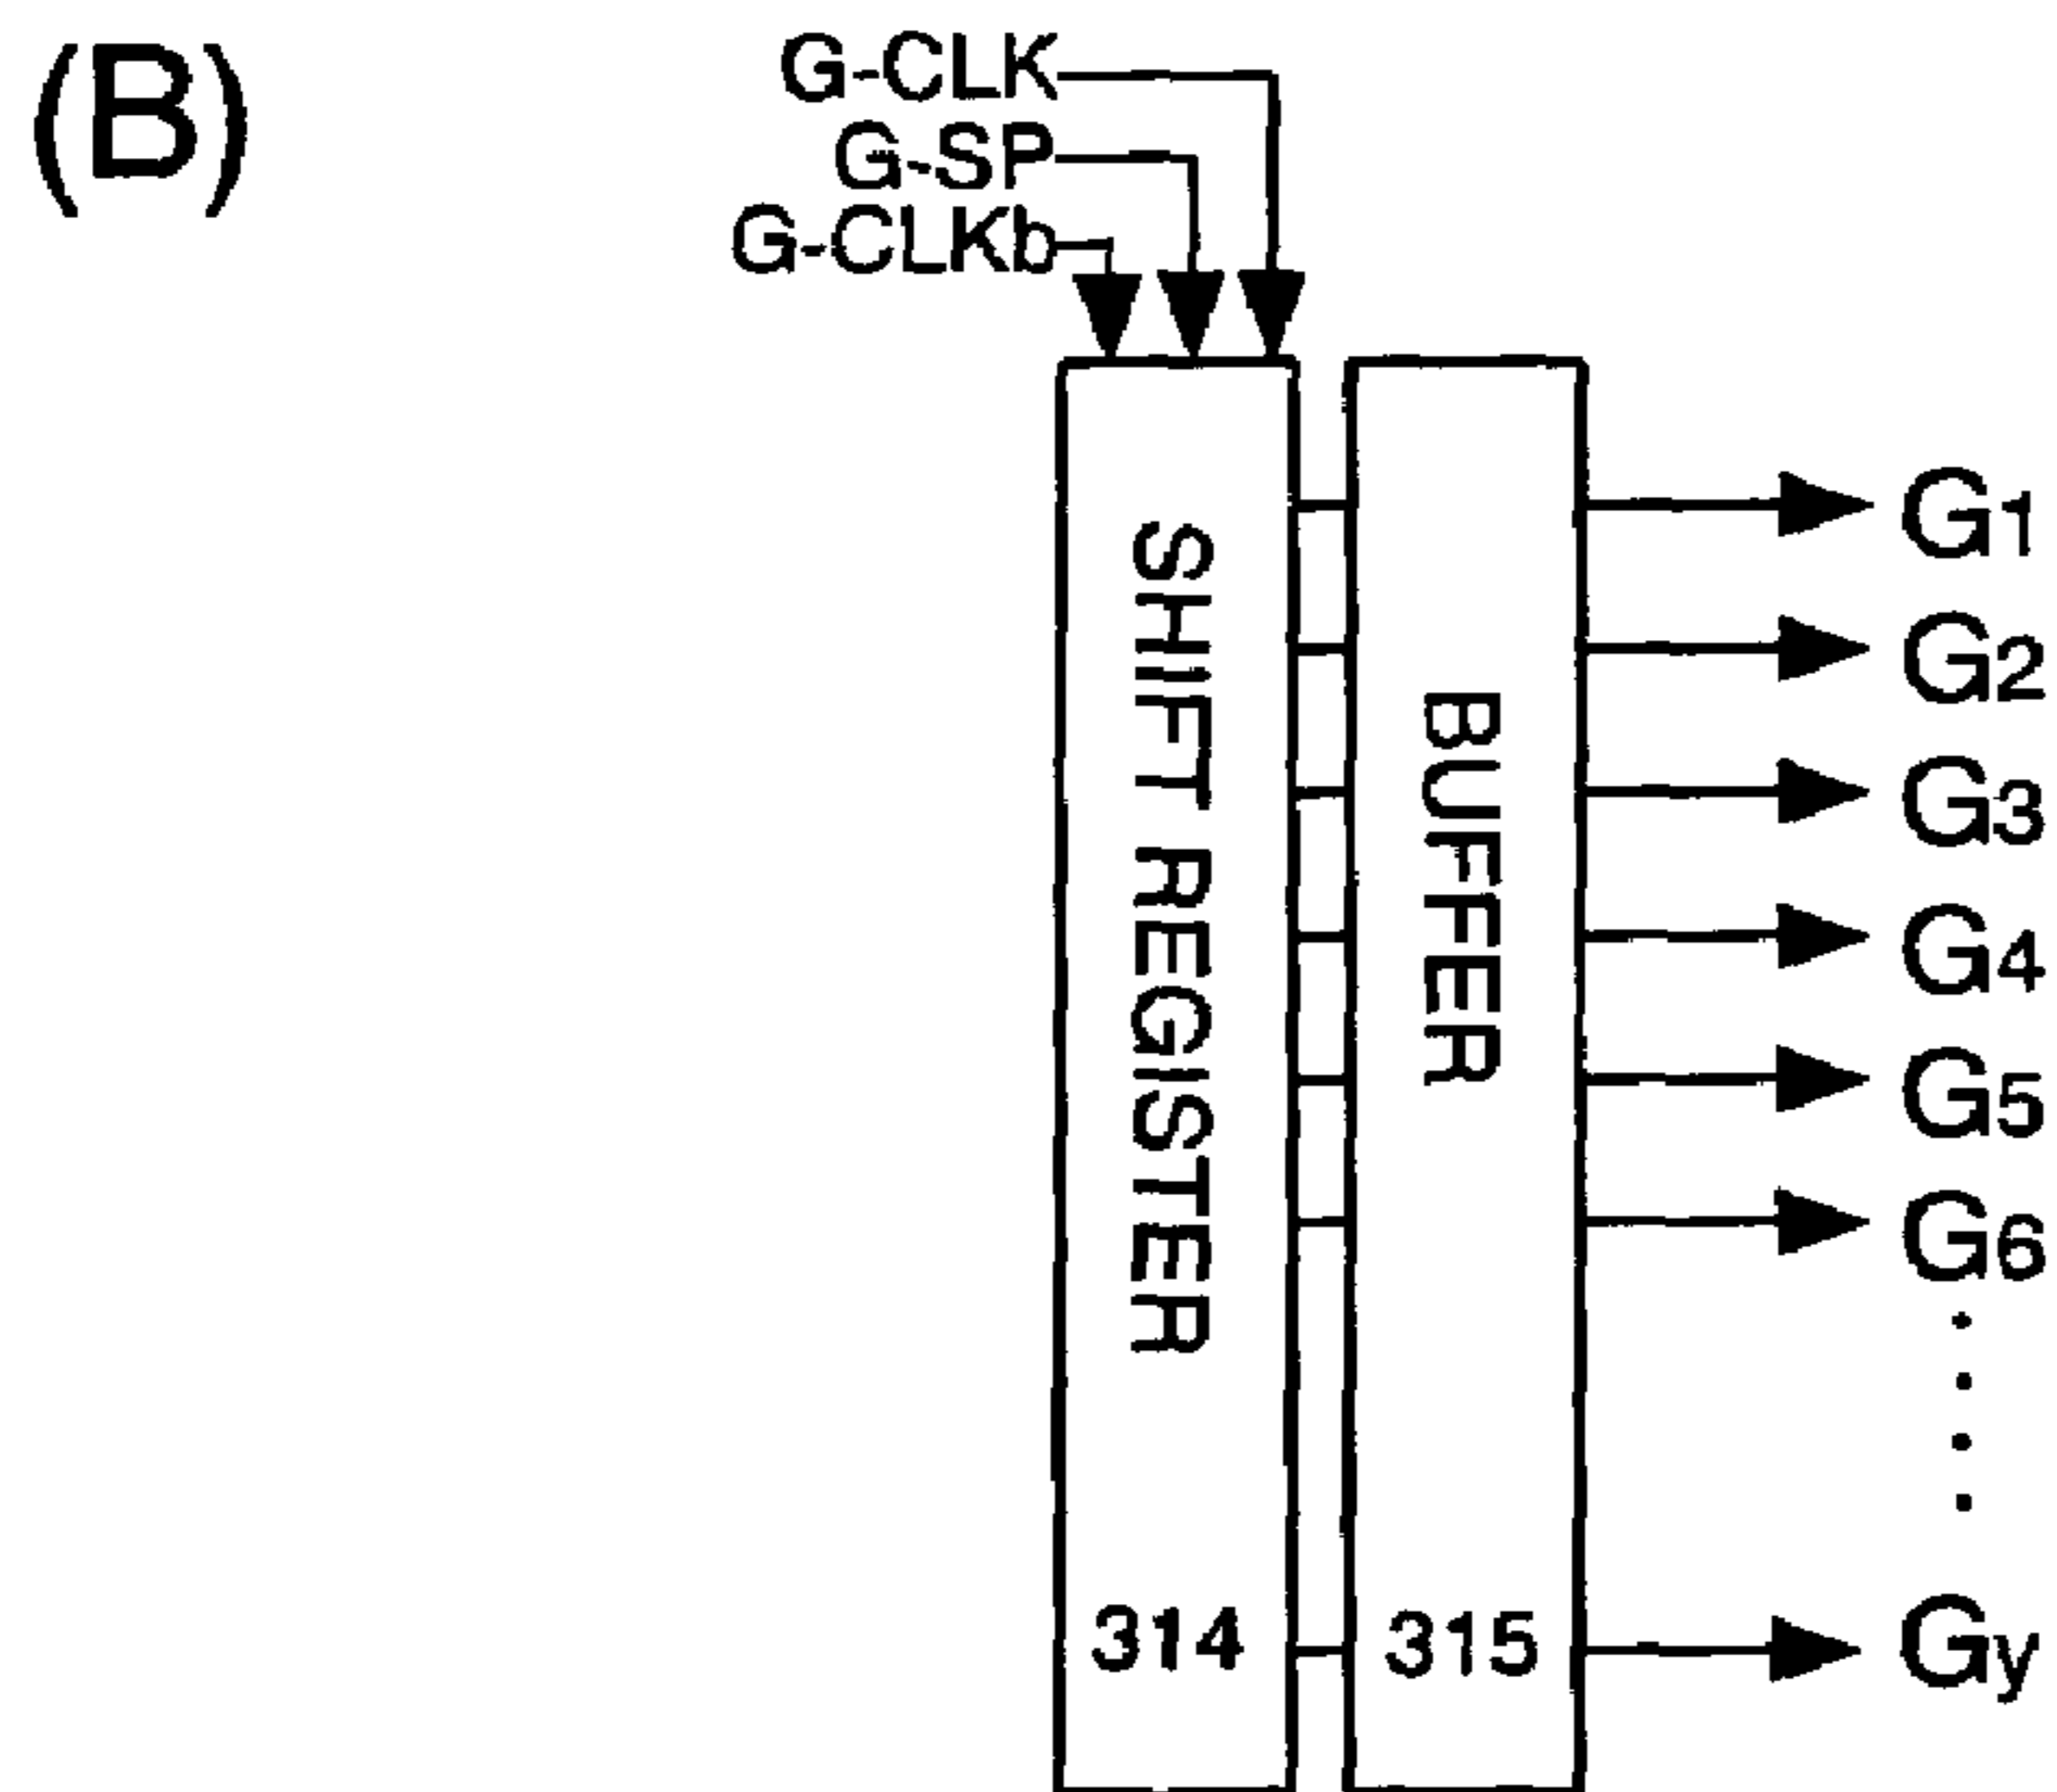 (B)
G-CLK
G-SP
G-CLKb
SHIFT REGISTER
314
BUFFER
315
G1
G2
G3
G4
G5
G6
Gy